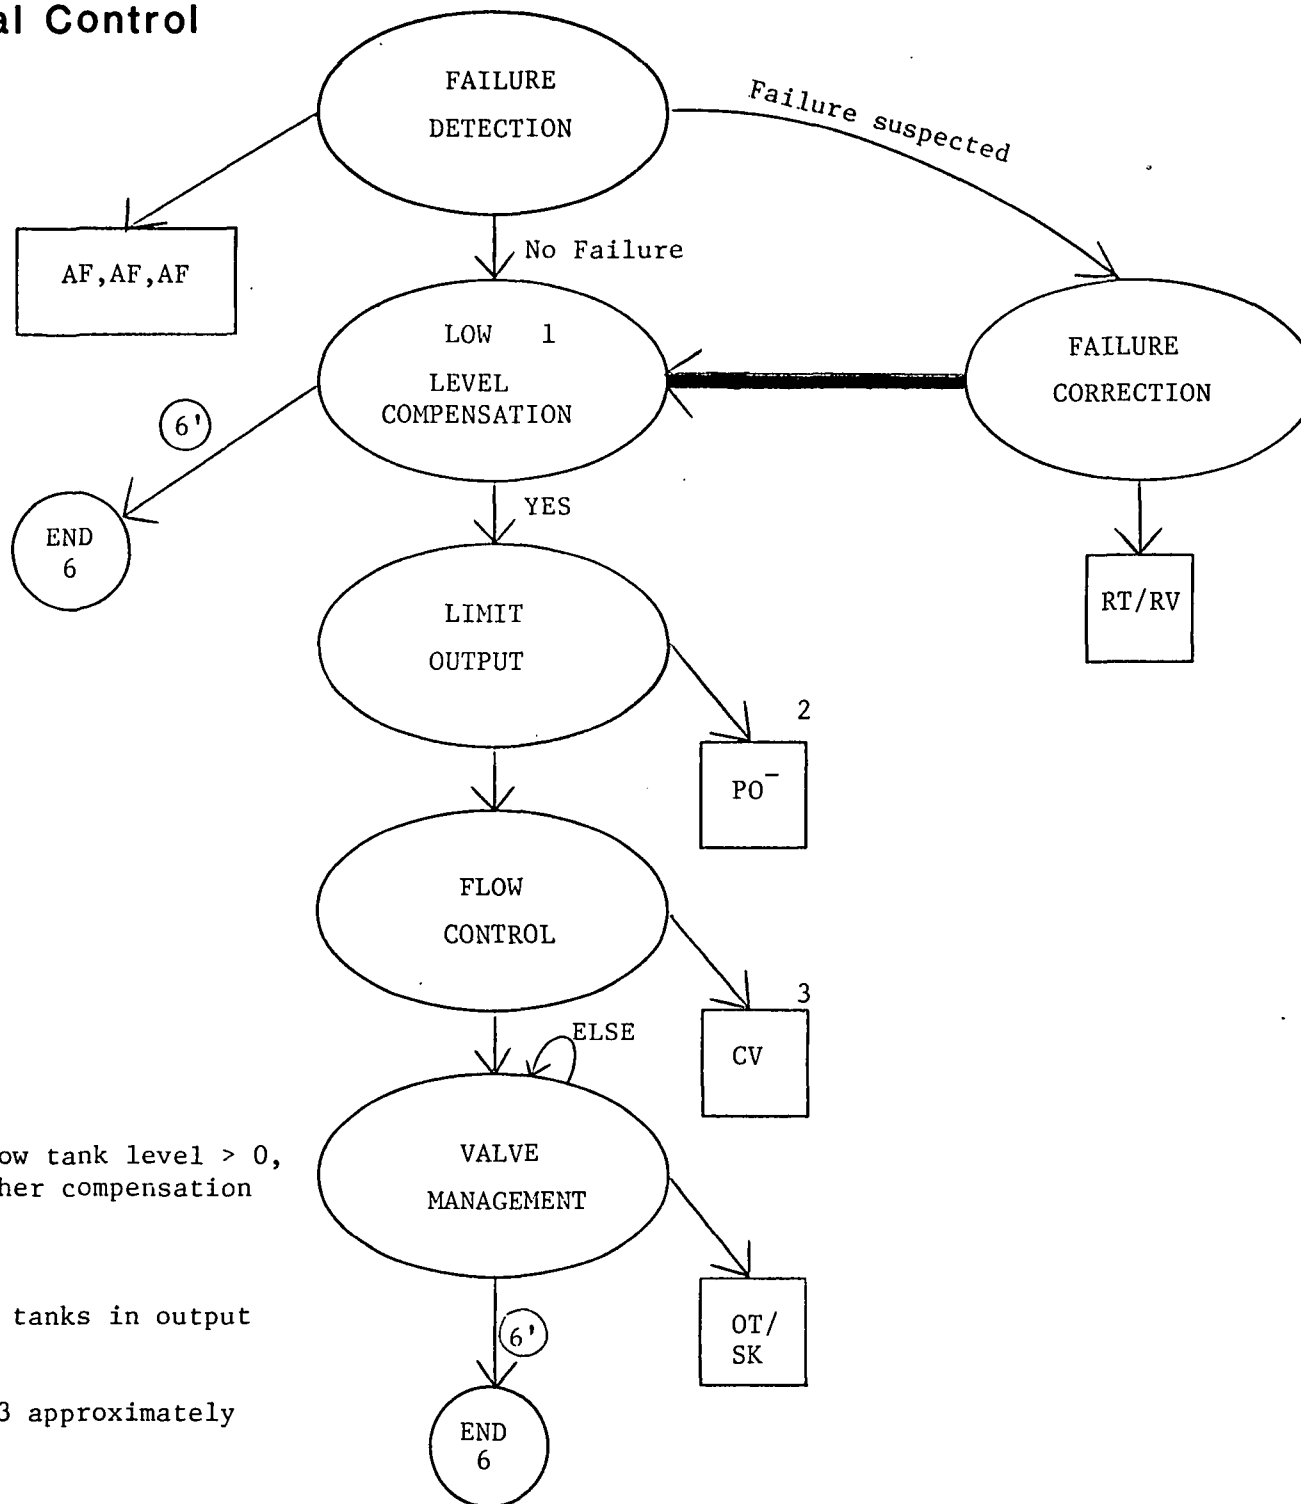 al Control
FAILURE
DETECTION
Failure suspected
AF,AF,AF
No Failure
LOW 1
LEVEL
COMPENSATION
FAILURE
CORRECTION
6'
END
6
YES
RT/RV
LIMIT
OUTPUT
2
PO⁻
FLOW
CONTROL
3
CV
ELSE
VALVE
MANAGEMENT
ow tank level > 0,
her compensation
OT/
SK
tanks in output
6'
3 approximately
END
6